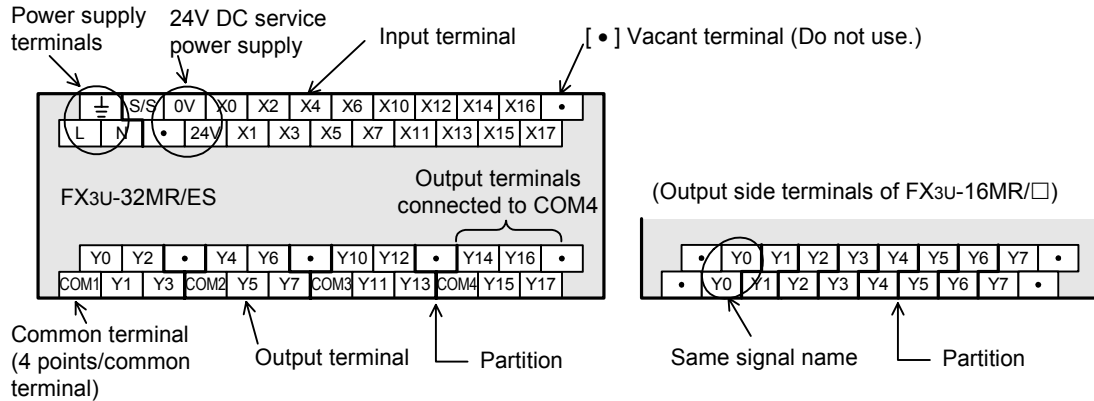 Power supply
terminals
24V DC service
power supply
Input terminal
[ • ] Vacant terminal (Do not use.)
⏚ S/S 0V X0 X2 X4 X6 X10 X12 X14 X16 •
L N • 24V X1 X3 X5 X7 X11 X13 X15 X17
FX3U-32MR/ES
Output terminals
connected to COM4
Y0 Y2 • Y4 Y6 • Y10 Y12 • Y14 Y16 •
COM1 Y1 Y3 COM2 Y5 Y7 COM3 Y11 Y13 COM4 Y15 Y17
Common terminal
(4 points/common
terminal)
Output terminal
Partition
(Output side terminals of FX3U-16MR/□)
• Y0 Y1 Y2 Y3 Y4 Y5 Y6 Y7 •
• Y0 Y1 Y2 Y3 Y4 Y5 Y6 Y7 •
Same signal name
Partition